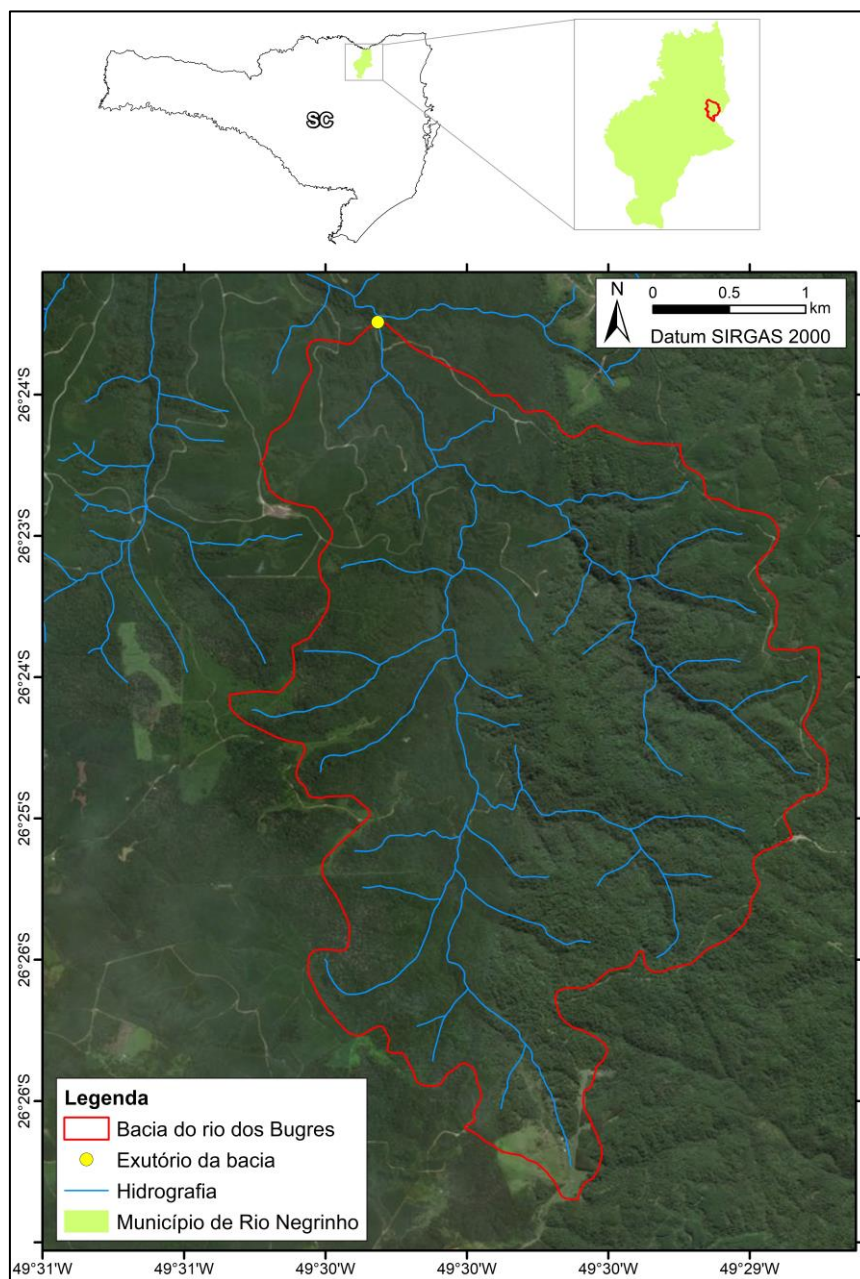 SC
N
0 0.5 1
km
Datum SIRGAS 2000
26°24'S
26°23'S
26°24'S
26°25'S
26°26'S
26°26'S
Legenda
Bacia do rio dos Bugres
Exutório da bacia
Hidrografia
Município de Rio Negrinho
49°31'W 49°31'W 49°30'W 49°30'W 49°30'W 49°29'W